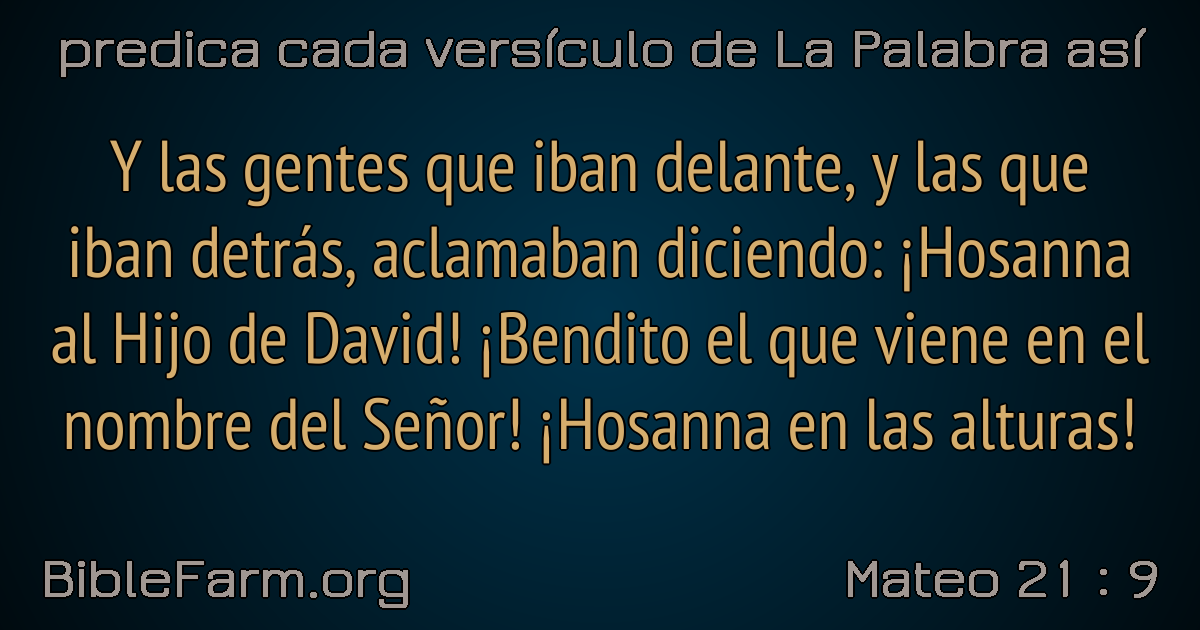 predica cada versículo de La Palabra así
Y las gentes que iban delante, y las que
iban detrás, aclamaban diciendo: ¡Hosanna
al Hijo de David! ¡Bendito el que viene en el
nombre del Señor! ¡Hosanna en las alturas!
BibleFarm.org
Mateo 21 : 9